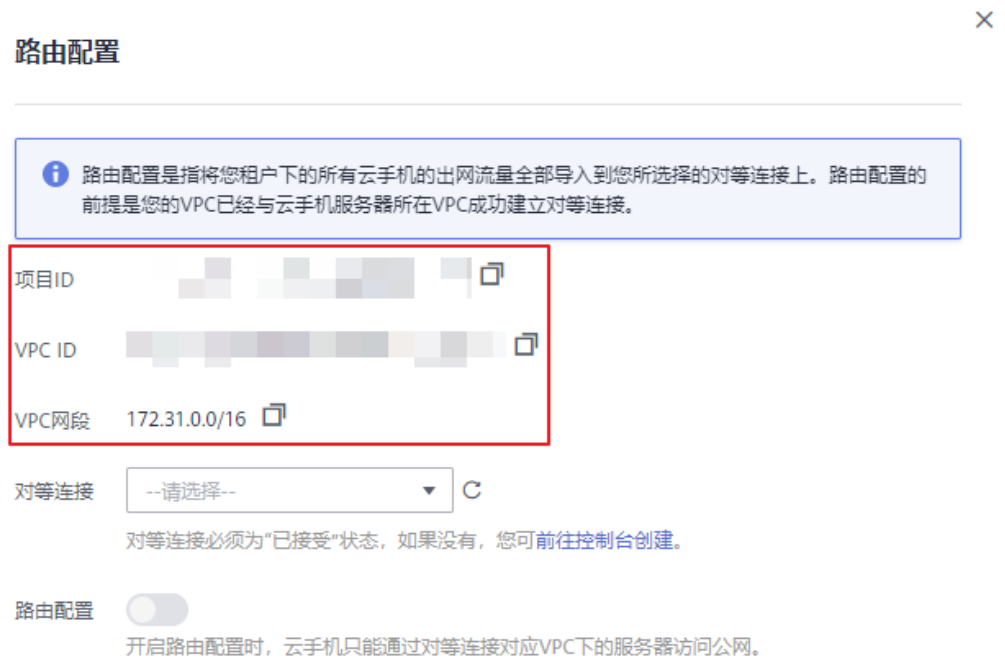 路由配置
路由配置是指将您租户下的所有云手机的出网流量全部导入到您所选择的对等连接上。路由配置的
前提是您的VPC已经与云手机服务器所在VPC成功建立对等连接。
项目ID
VPC ID
VPC网段 172.31.0.0/16
对等连接 --请选择--
对等连接必须为“已接受”状态，如果没有，您可前往控制台创建。
路由配置
开启路由配置时，云手机只能通过对等连接对应VPC下的服务器访问公网。